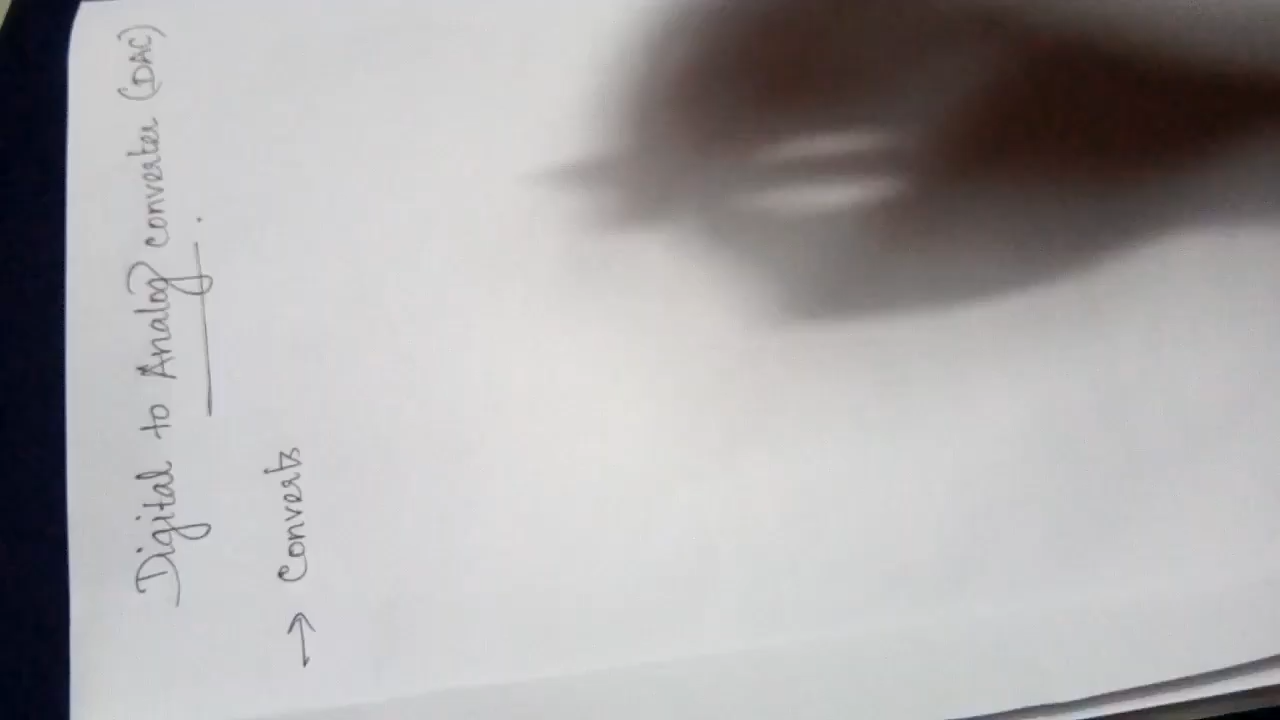 Digital to Analog converter (DAC)
→ Converts